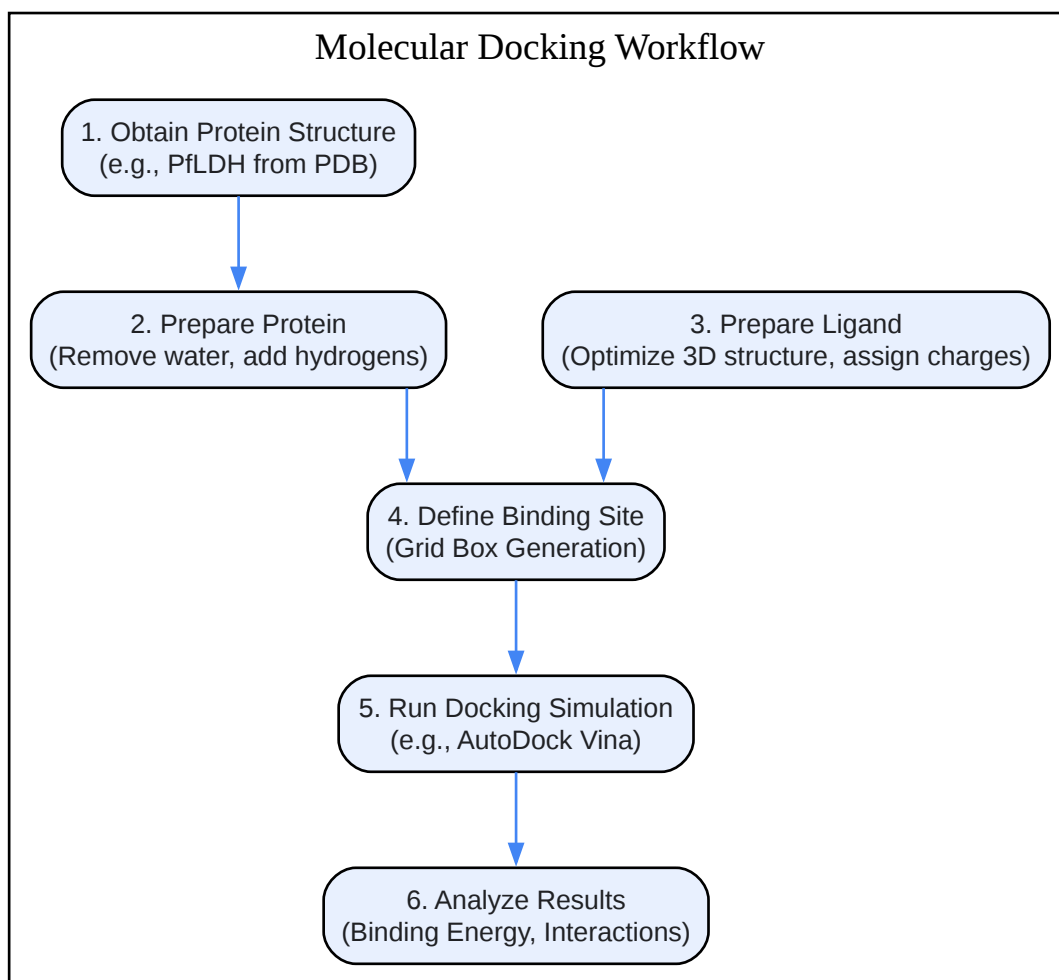 Molecular Docking Workflow
1. Obtain Protein Structure
(e.g., PfLDH from PDB)
2. Prepare Protein
(Remove water, add hydrogens)
3. Prepare Ligand
(Optimize 3D structure, assign charges)
4. Define Binding Site
(Grid Box Generation)
5. Run Docking Simulation
(e.g., AutoDock Vina)
6. Analyze Results
(Binding Energy, Interactions)